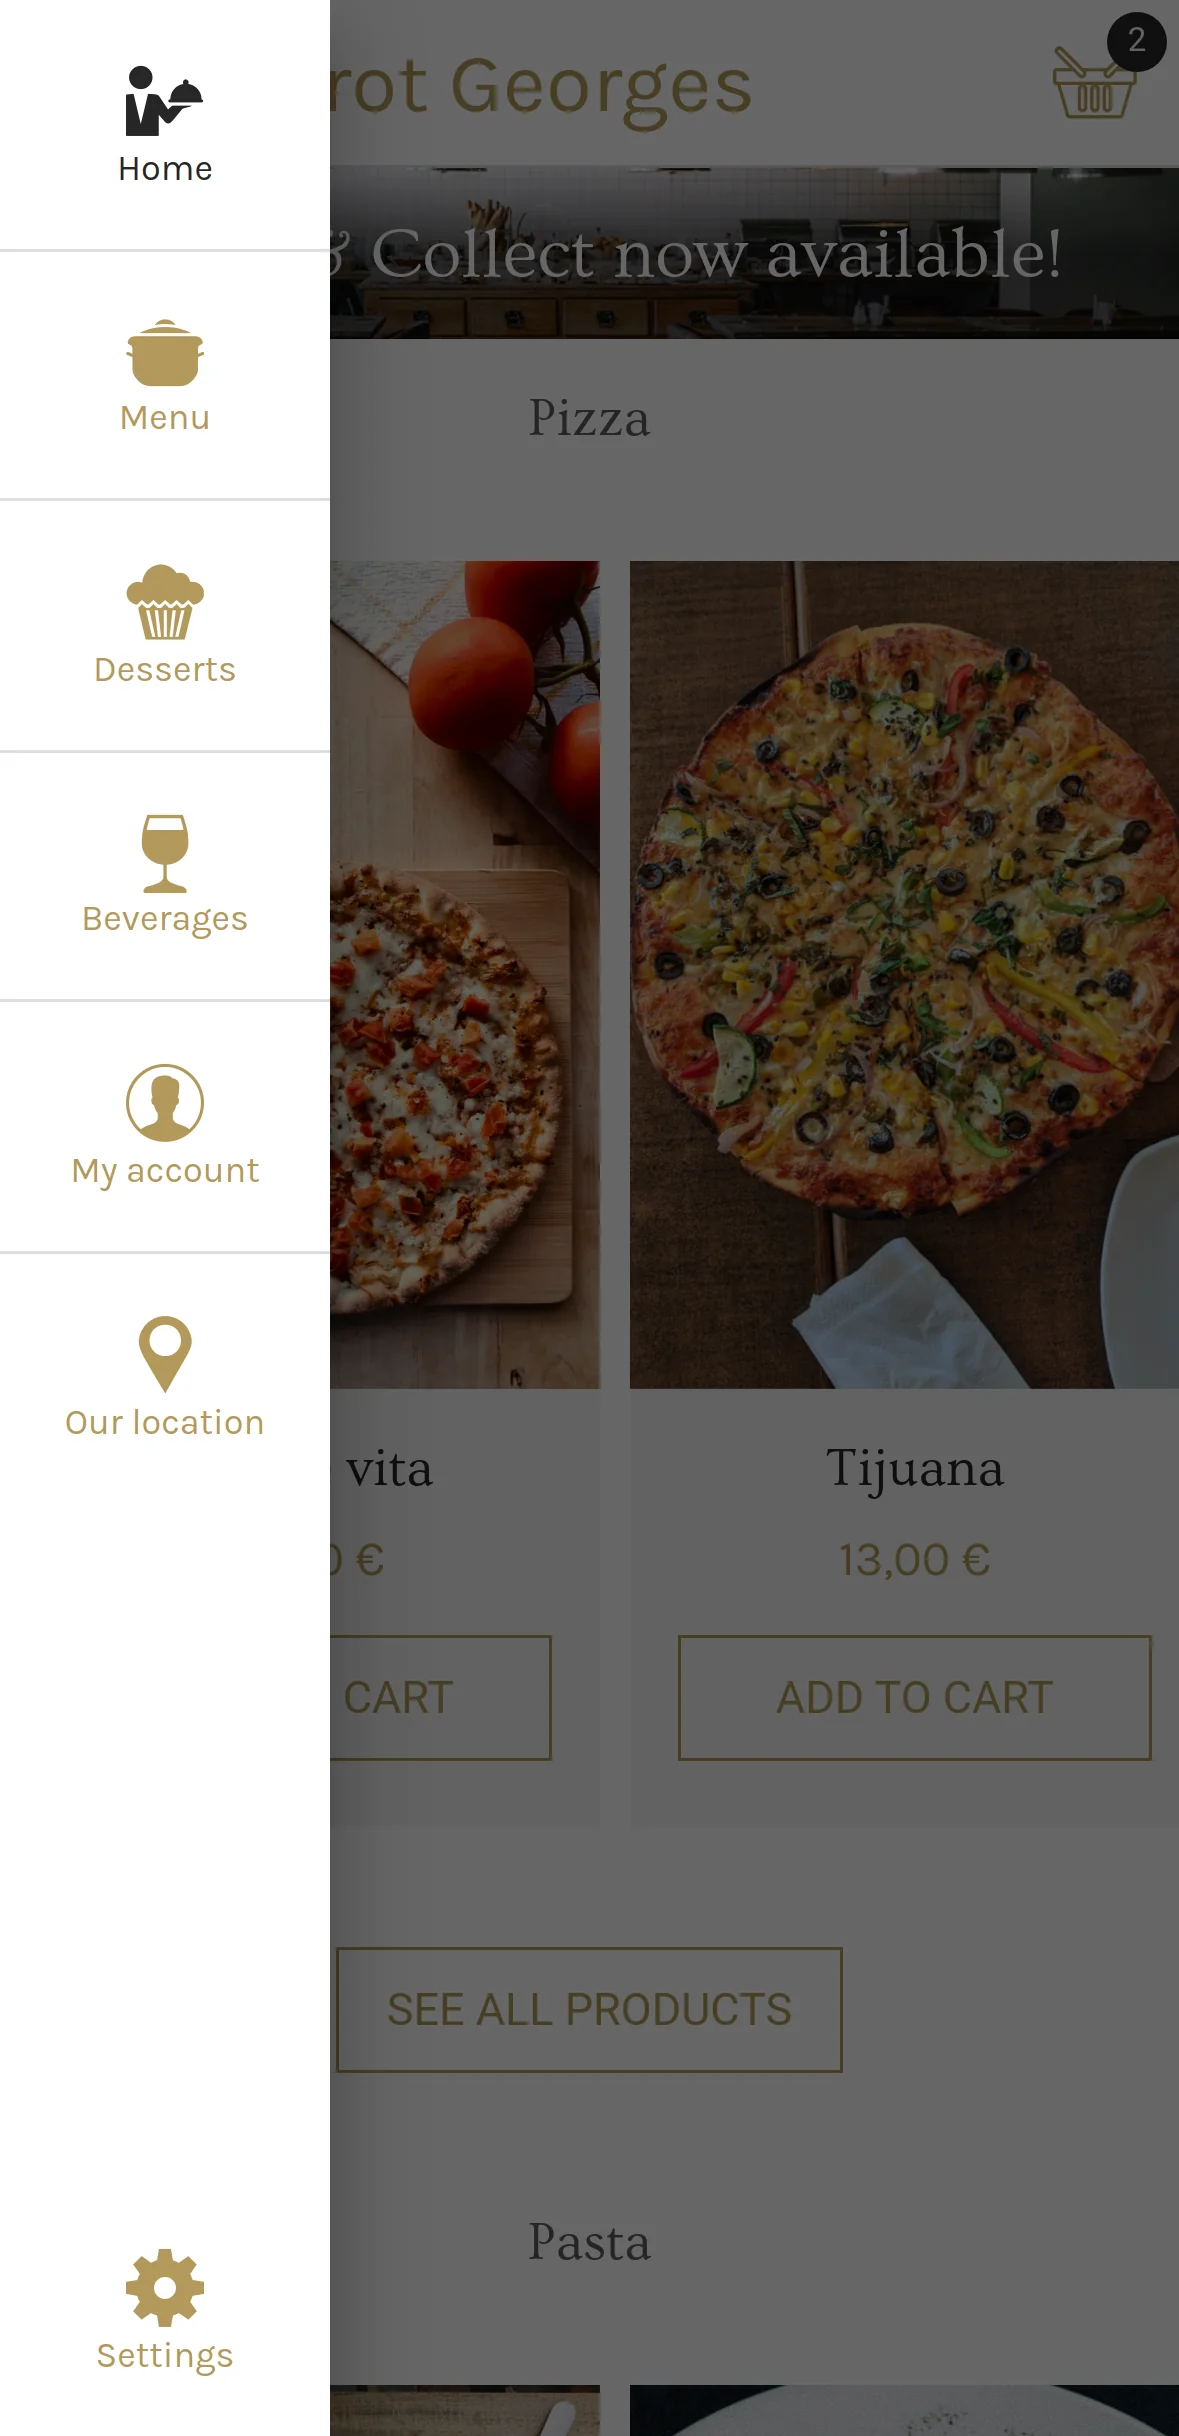 Home
Menu
Desserts
Beverages
My account
Our location
Settings
rot Georges
2
& Collect now available!
Pizza
vita
0 €
CART
Tijuana
13,00 €
ADD TO CART
SEE ALL PRODUCTS
Pasta